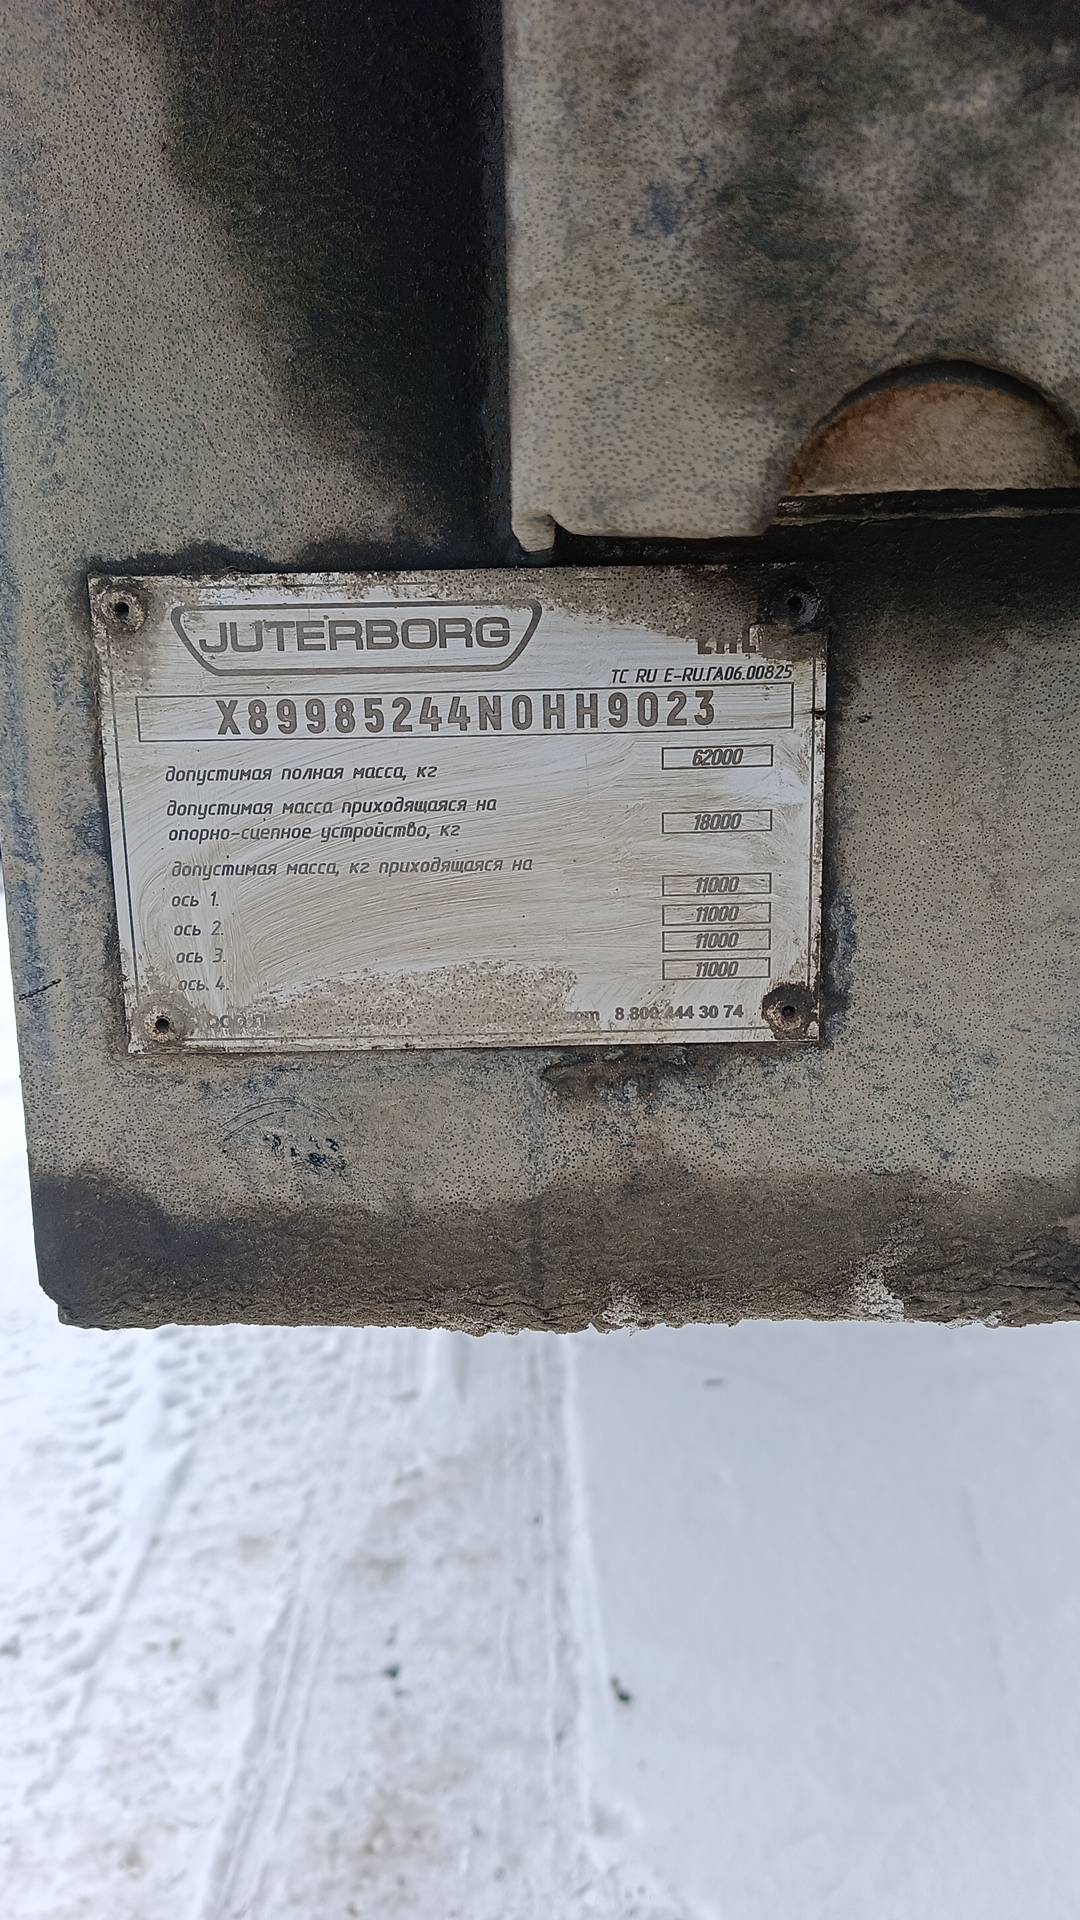 JUTERBORG
ТС RU E-RU.ГА06.00825
X89985244N0HH9023
допустимая полная масса, кг 62000
допустимая масса приходящаяся на
опорно-сцепное устройство, кг 18000
допустимая масса, кг приходящаяся на
ось 1. 11000
ось 2. 11000
ось 3. 11000
ось 4. 11000
8 800 444 30 74